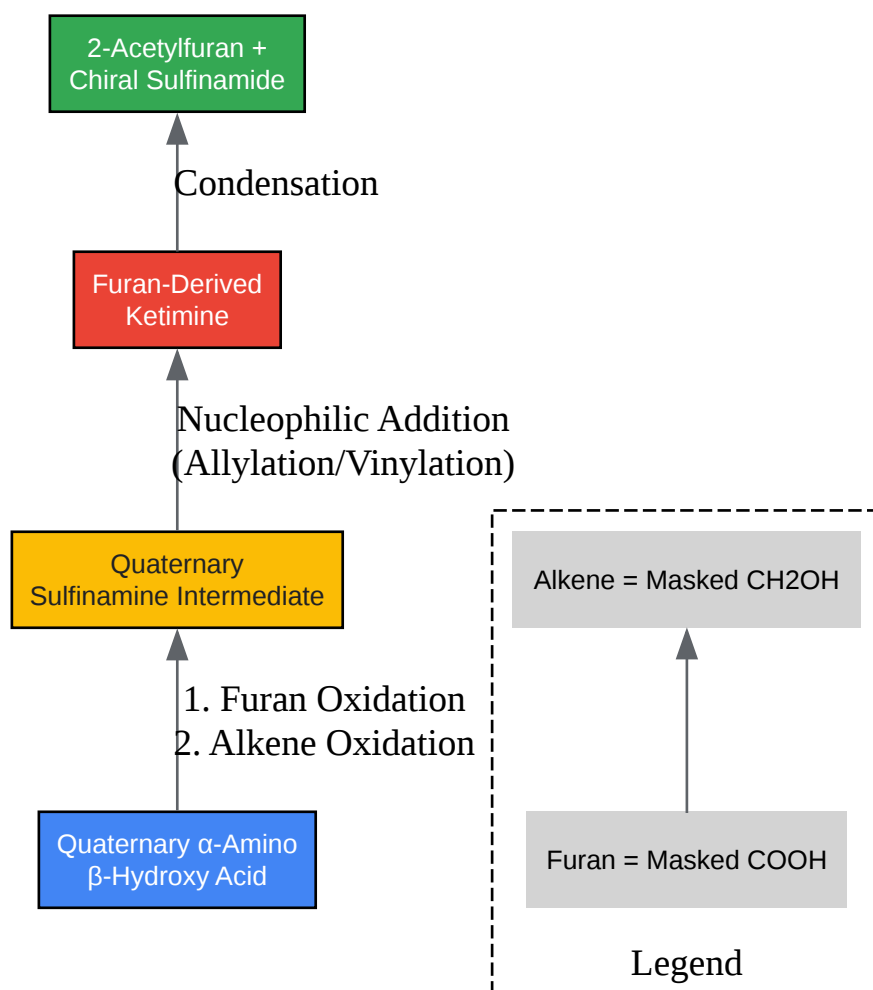 2-Acetylfuran +
Chiral Sulfinamide
Condensation
Furan-Derived
Ketimine
Nucleophilic Addition
(Allylation/Vinylation)
Quaternary
Sulfinamine Intermediate
Alkene = Masked CH2OH
1. Furan Oxidation
2. Alkene Oxidation
Quaternary α-Amino
β-Hydroxy Acid
Furan = Masked COOH
Legend